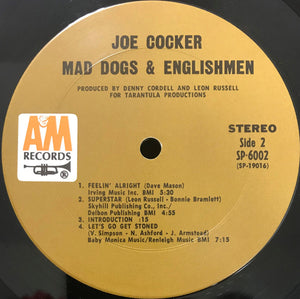 JOE COCKER
MAD DOGS & ENGLISHMEN
PRODUCED BY DENNY CORDELL AND LEON RUSSELL
FOR TARANTULA PRODUCTIONS
A&M
RECORDS
STEREO
Side 2
SP-6002
(SP-19016)
1. FEELIN' ALRIGHT (Dave Mason)
Irving Music Inc. BMI 5:30
2. SUPERSTAR (Leon Russell - Bonnie Bramlett)
Skyhill Publishing Co Inc./
Delbon Publishing BMI 4:55
3. INTRODUCTION :15
4. LET'S GO GET STONED
(V. Simpson - N. Ashford - J. Armstead)
Baby Monica Music/Renleigh Music BMI 7:15